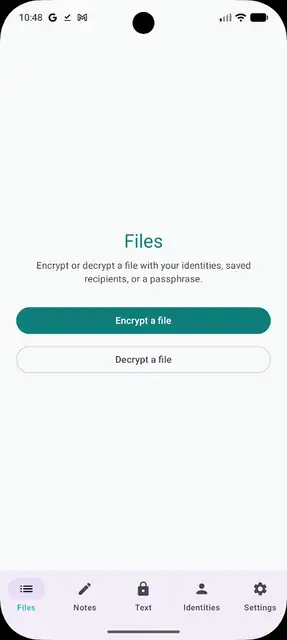 10:48
Files
Encrypt or decrypt a file with your identities, saved
recipients, or a passphrase.
Encrypt a file
Decrypt a file
Files Notes Text Identities Settings